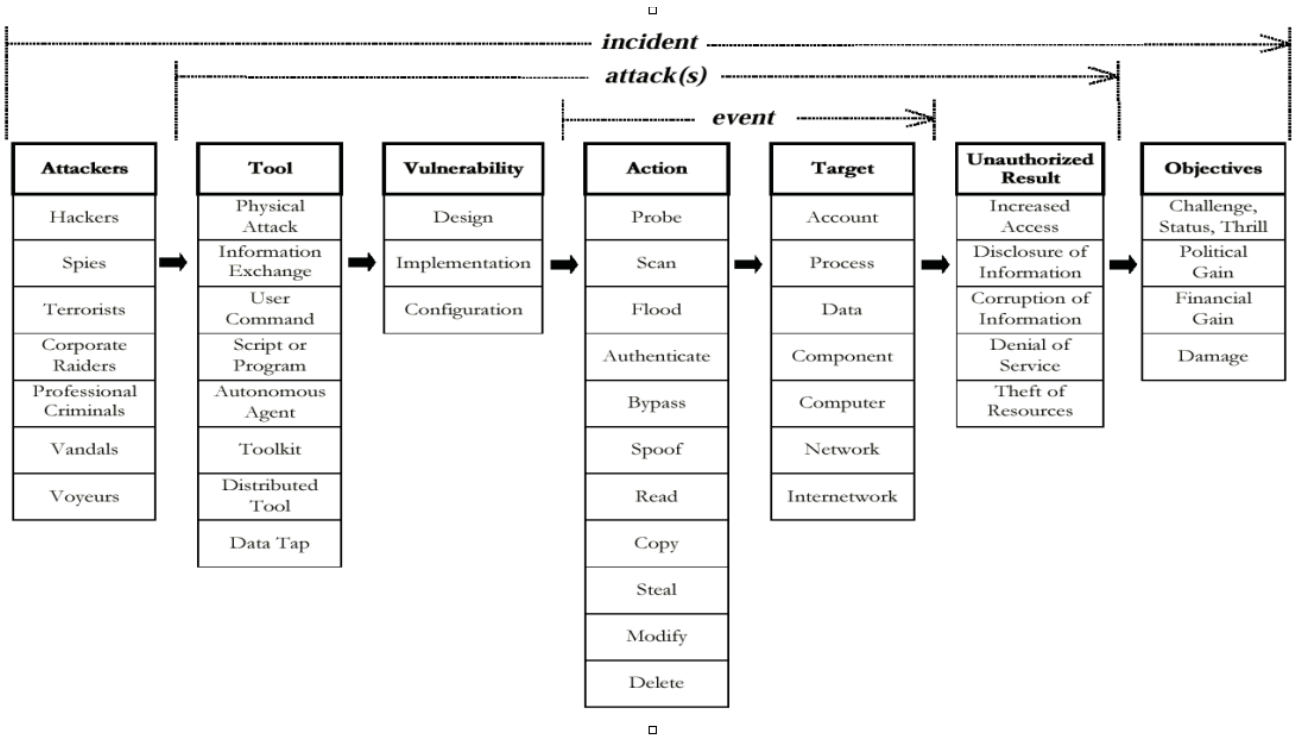 incident
attack(s)
event
Attackers
Hackers
Spies
Terrorists
Corporate
Raiders
Professional
Criminals
Vandals
Voyeurs
Tool
Physical
Attack
Information
Exchange
User
Command
Script or
Program
Autonomous
Agent
Toolkit
Distributed
Tool
Data Tap
Vulnerability
Design
Implementation
Configuration
Action
Probe
Scan
Flood
Authenticate
Bypass
Spoof
Read
Copy
Steal
Modify
Delete
Target
Account
Process
Data
Component
Computer
Network
Internetwork
Unauthorized
Result
Increased
Access
Disclosure of
Information
Corruption of
Information
Denial of
Service
Theft of
Resources
Objectives
Challenge,
Status, Thrill
Political
Gain
Financial
Gain
Damage